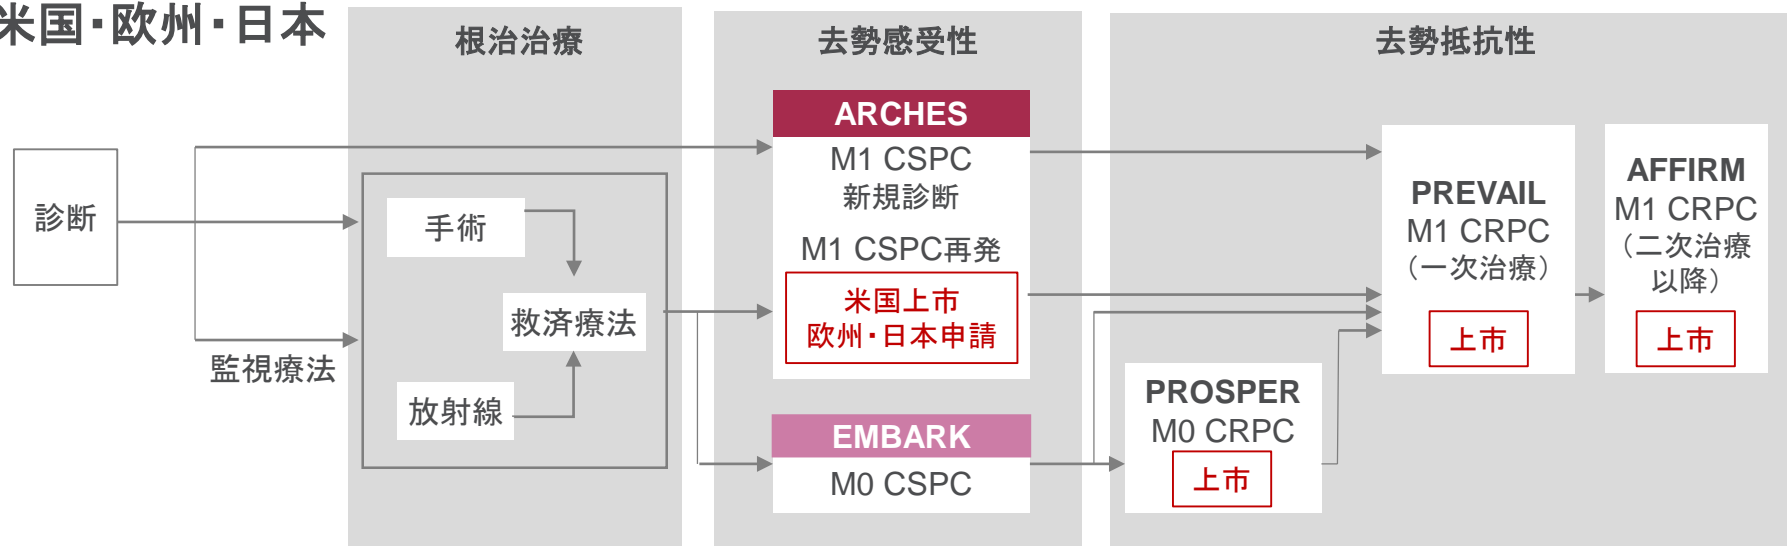 米国・欧州・日本
根治治療
去勢感受性
去勢抵抗性
診断
監視療法
手術
救済療法
放射線
ARCHES
M1 CSPC
新規診断
M1 CSPC再発
米国上市
欧州・日本申請
EMBARK
M0 CSPC
PROSPER
M0 CRPC
上市
PREVAIL
M1 CRPC
（一次治療）
上市
AFFIRM
M1 CRPC
（二次治療
以降）
上市